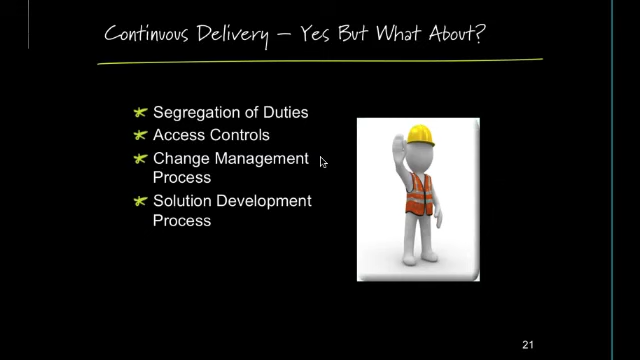 Continuous Delivery – Yes But What About?
Segregation of Duties
Access Controls
Change Management
Process
Solution Development
Process
21